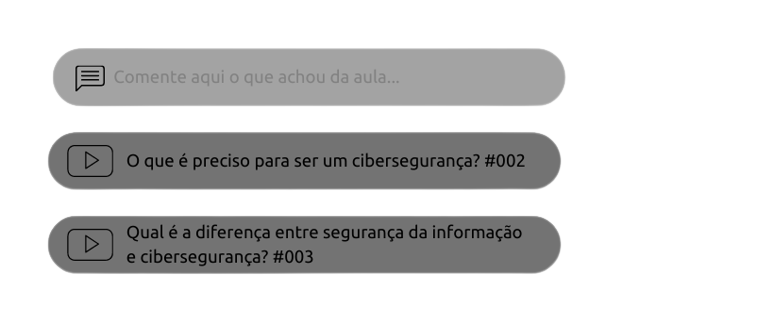 Comente aqui o que achou da aula...
O que é preciso para ser um cibersegurança? #002
Qual é a diferença entre segurança da informação
e cibersegurança? #003